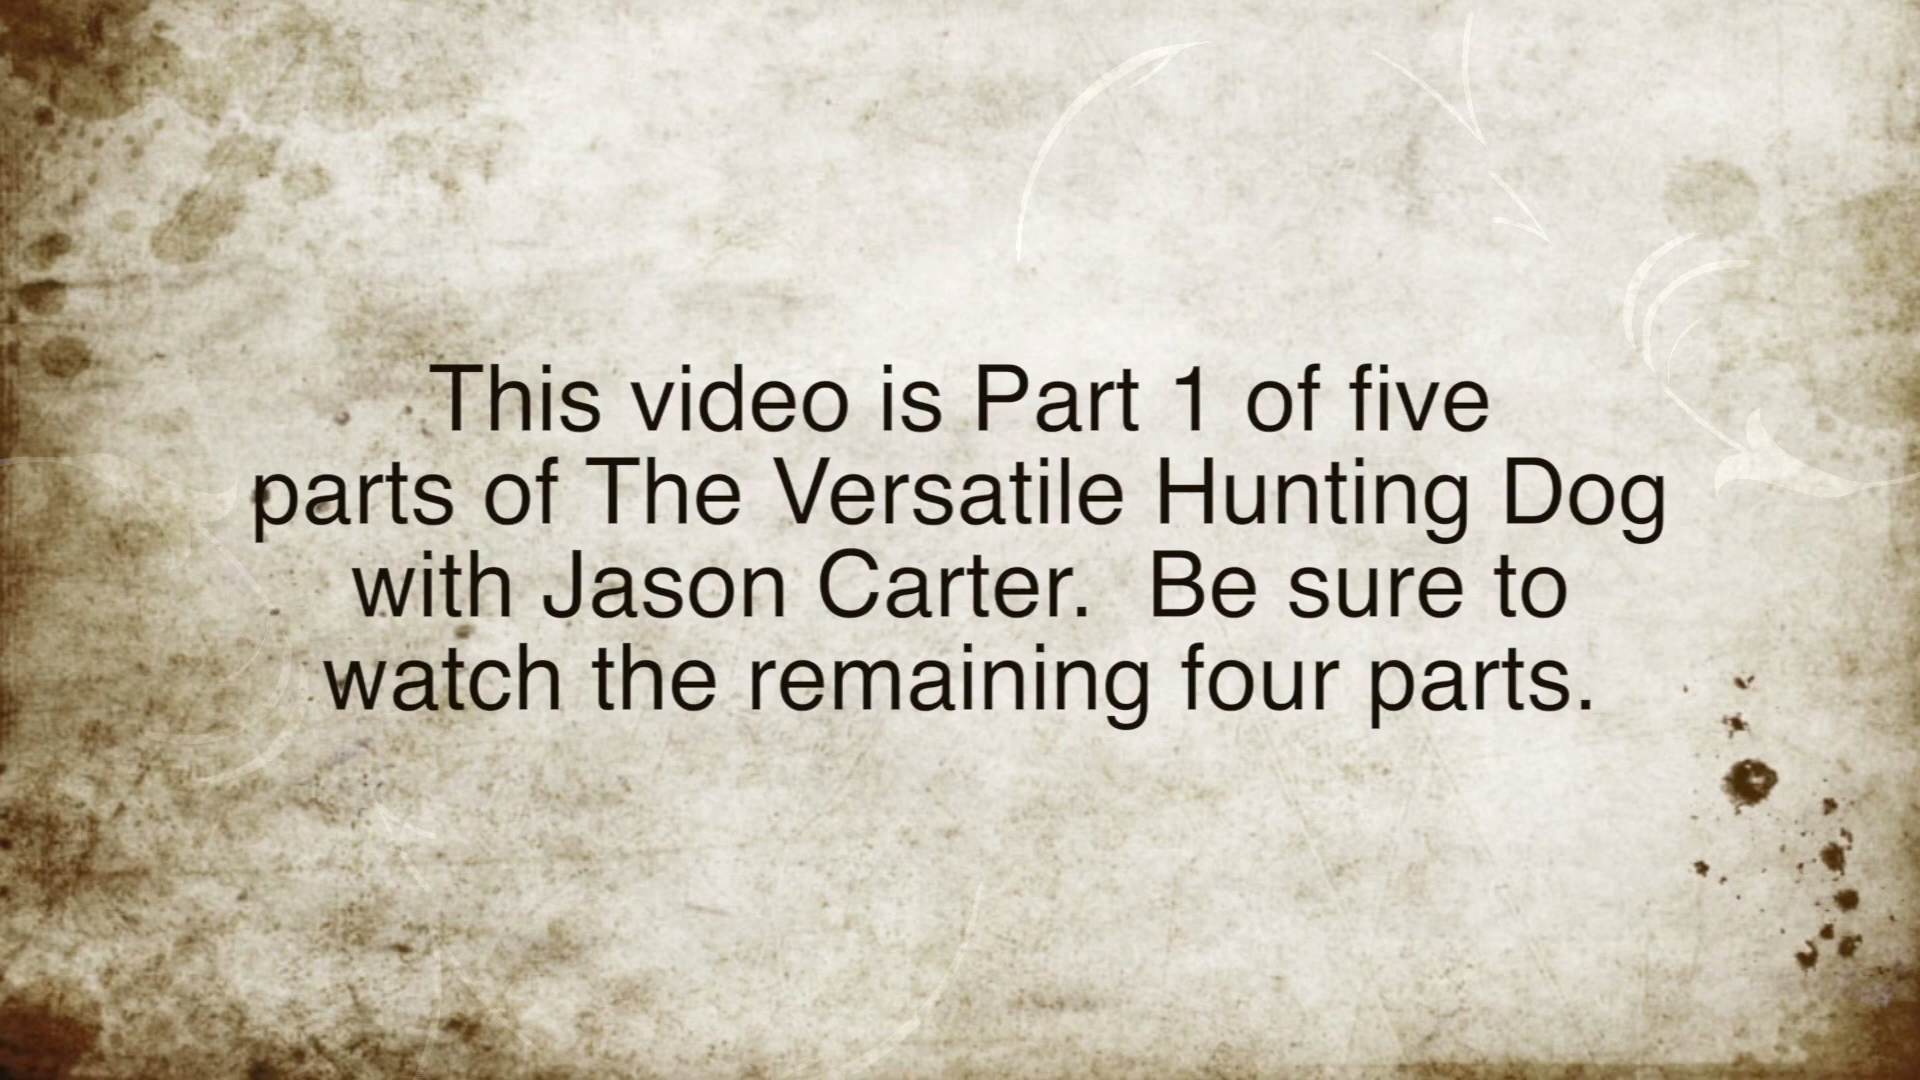 This video is Part 1 of five
parts of The Versatile Hunting Dog
with Jason Carter.  Be sure to
watch the remaining four parts.